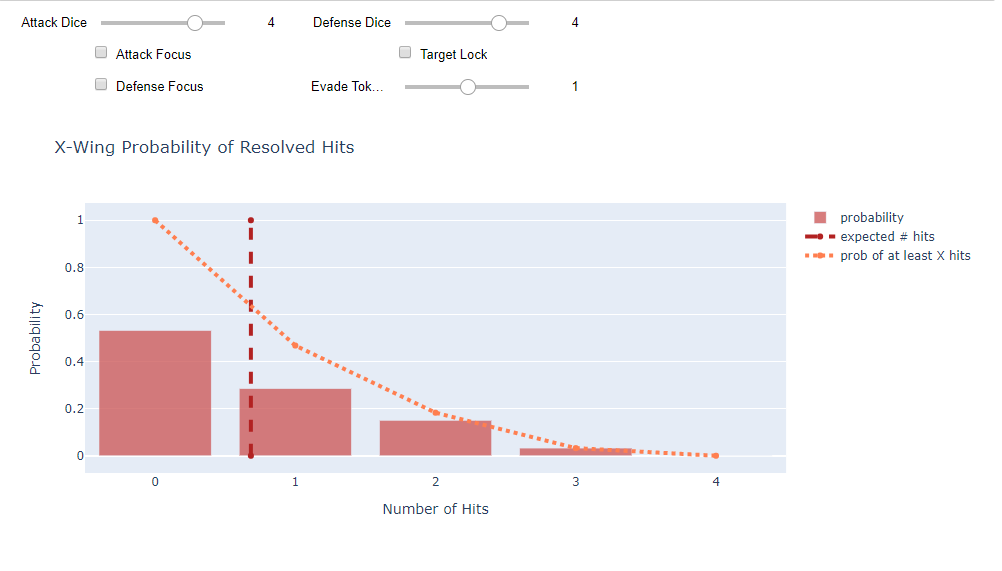 Attack Dice 4 Defense Dice 4
Attack Focus Target Lock
Defense Focus Evade Tok... 1
X-Wing Probability of Resolved Hits
probability
expected # hits
prob of at least X hits
Probability
1
0.8
0.6
0.4
0.2
0
0 1 2 3 4
Number of Hits